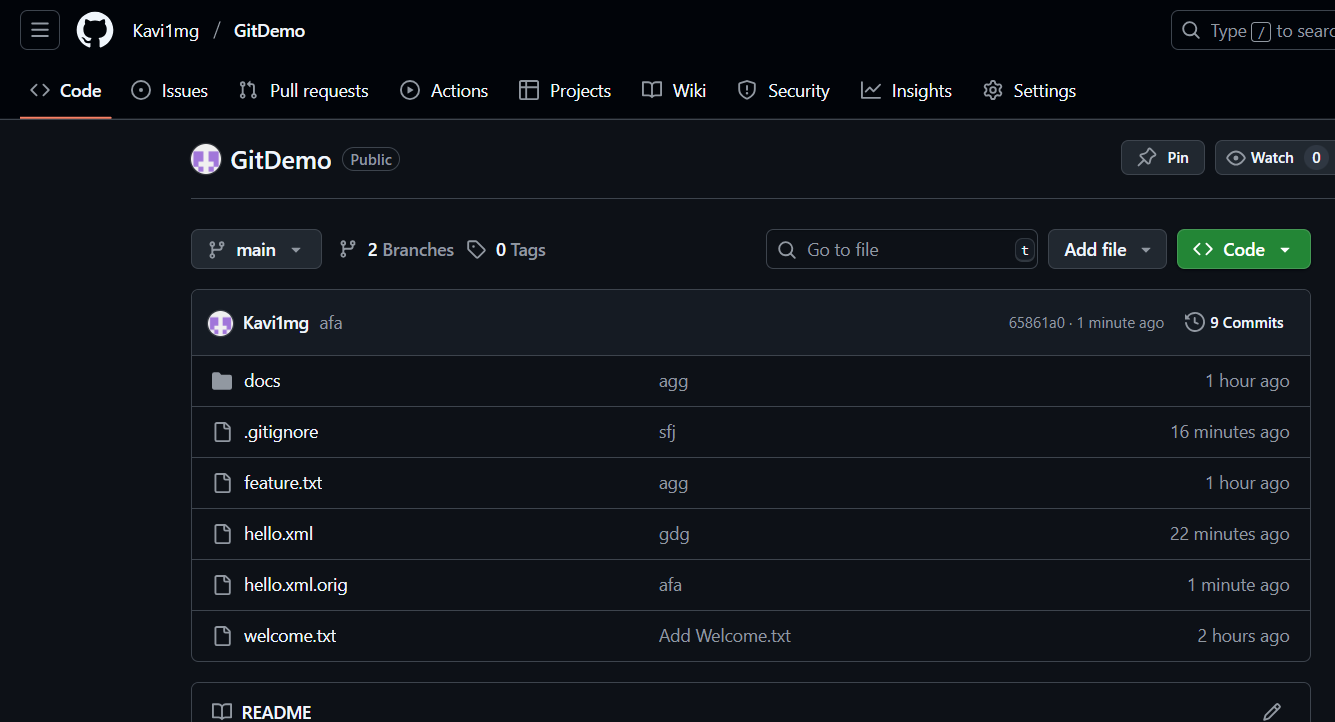 Kavi1mg / GitDemo Type / to searc
Code Issues Pull requests Actions Projects Wiki Security Insights Settings
GitDemo Public Pin Watch 0
main 2 Branches 0 Tags Go to file t Add file Code
Kavi1mg afa 65861a0 · 1 minute ago 9 Commits
docs agg 1 hour ago
.gitignore sfj 16 minutes ago
feature.txt agg 1 hour ago
hello.xml gdg 22 minutes ago
hello.xml.orig afa 1 minute ago
welcome.txt Add Welcome.txt 2 hours ago
README